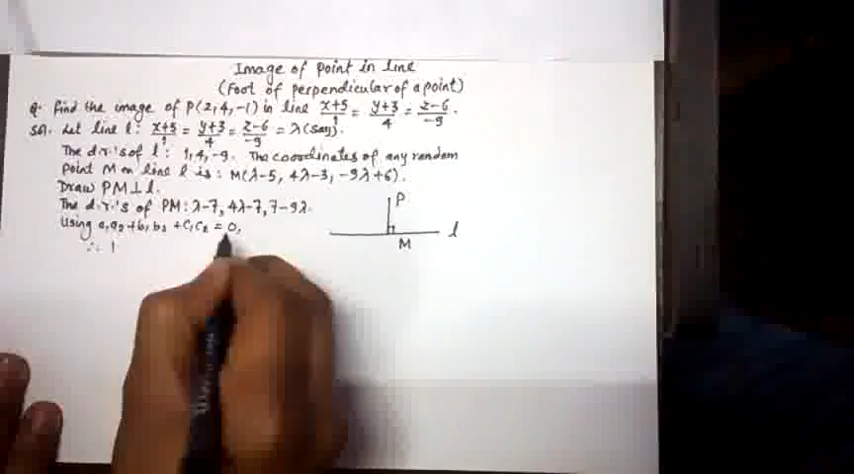 Image of Point in line
(Foot of perpendicular of a point)
Q. Find the image of P(2,4,-1) in line (x+5)/1 = (y+3)/4 = (z-6)/-9.
Sol. Let line l: (x+5)/1 = (y+3)/4 = (z-6)/-9 = λ(say).
The d.r.'s of l: 1,4,-9. The coordinates of any random
Point M on line l is: M(λ-5, 4λ-3, -9λ+6).
Draw PM⊥l.
The d.r.'s of PM: λ-7, 4λ-7, 7-9λ.
Using a₁a₂+b₁b₂+c₁c₂=0,
∴ 1
P
l
M